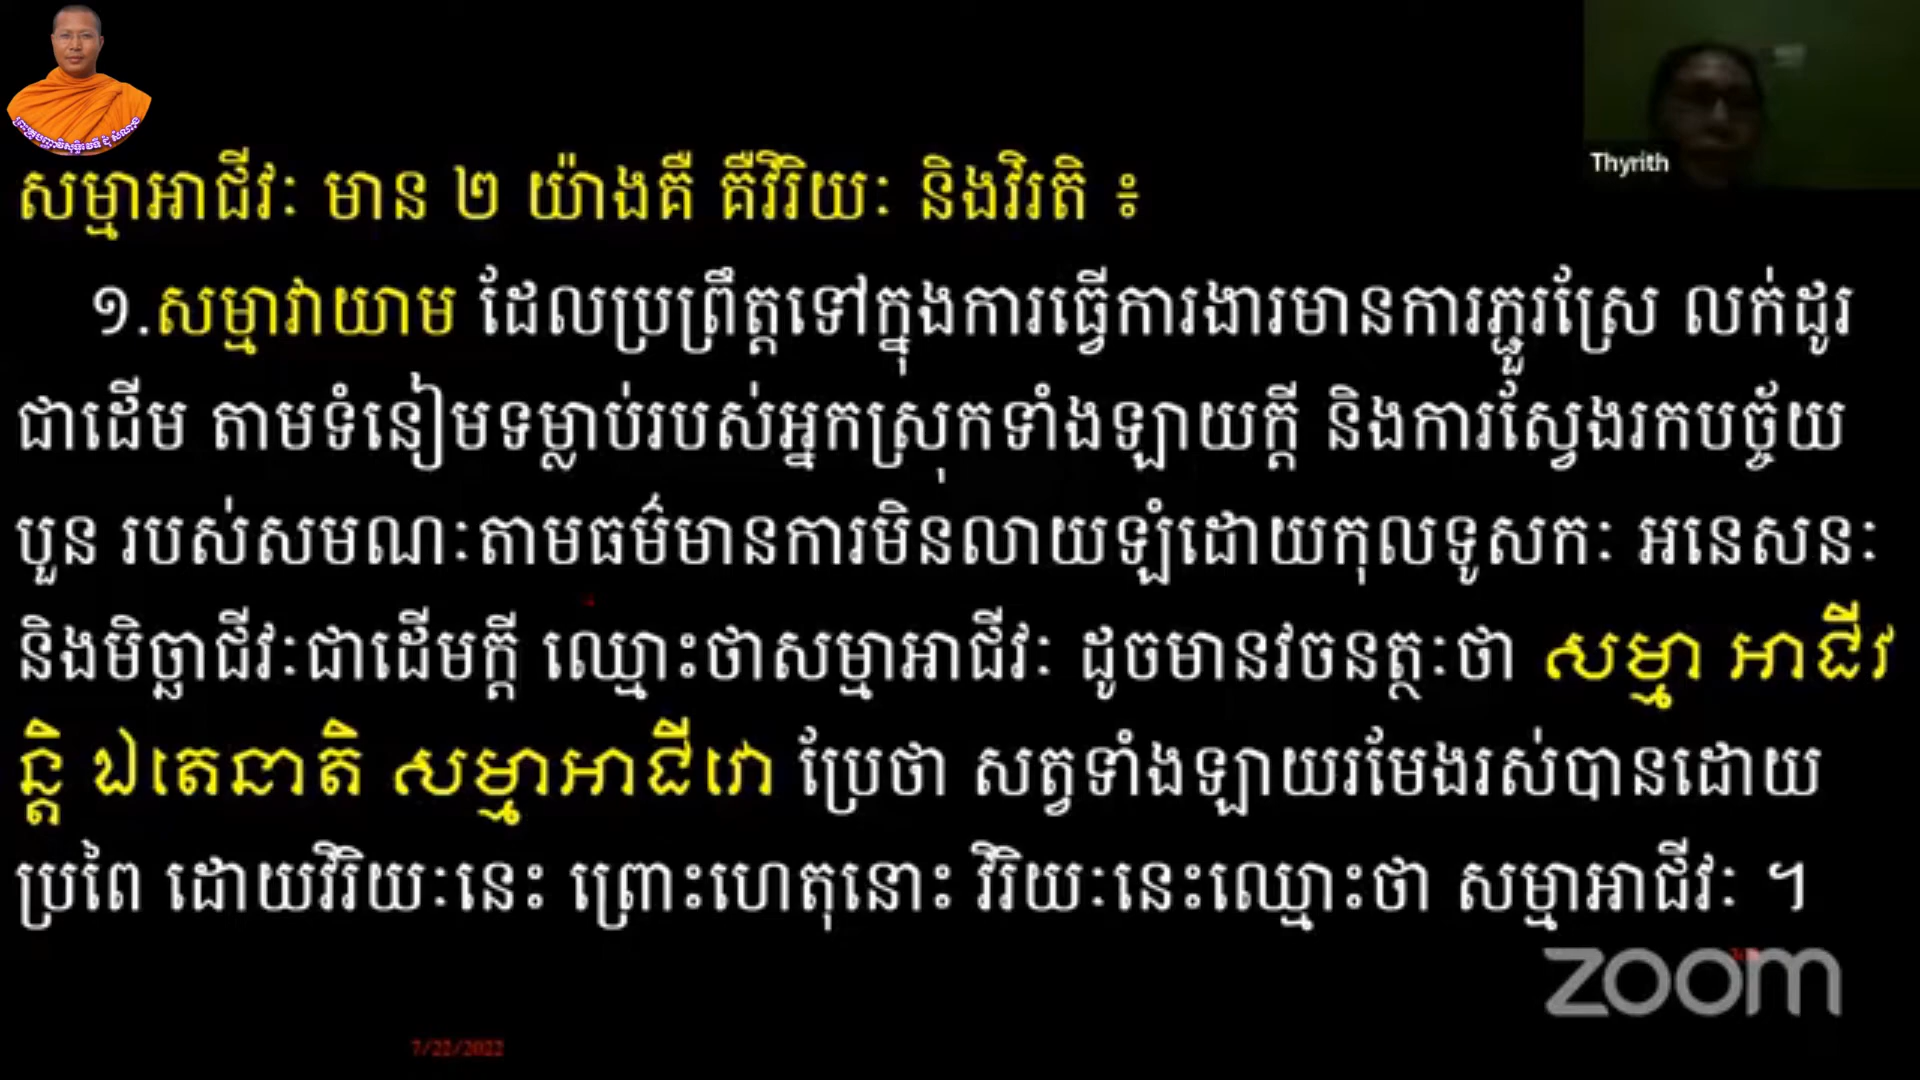 Thyrith
សម្មាអាជីវៈ មាន ២ យ៉ាងគឺ គឺវិរិយៈ និងវិរតិ ៖
១.សម្មាវាយាម ដែលប្រព្រឹត្តទៅក្នុងការធ្វើការងារមានការភ្ជួរស្រែ លក់ដូរ
ជាដើម តាមទំនៀមទម្លាប់របស់អ្នកស្រុកទាំងឡាយក្តី និងការស្វែងរកបច្ច័យ
បួន របស់សមណៈតាមធម៌មានការមិនលាយឡំដោយកុលទូសកៈ អនេសនៈ
និងមិច្ឆាជីវៈជាដើមក្តី ឈ្មោះថាសម្មាអាជីវៈ ដូចមានវចនត្ថៈថា សម្មា អាជីវ
ន្តិ ឯតេនាតិ សម្មាអាជីវោ ប្រែថា សត្វទាំងឡាយរមែងរស់បានដោយ
ប្រពៃ ដោយវិរិយៈនេះ ព្រោះហេតុនោះ វិរិយៈនេះឈ្មោះថា សម្មាអាជីវៈ ។
zoom
7/22/2022